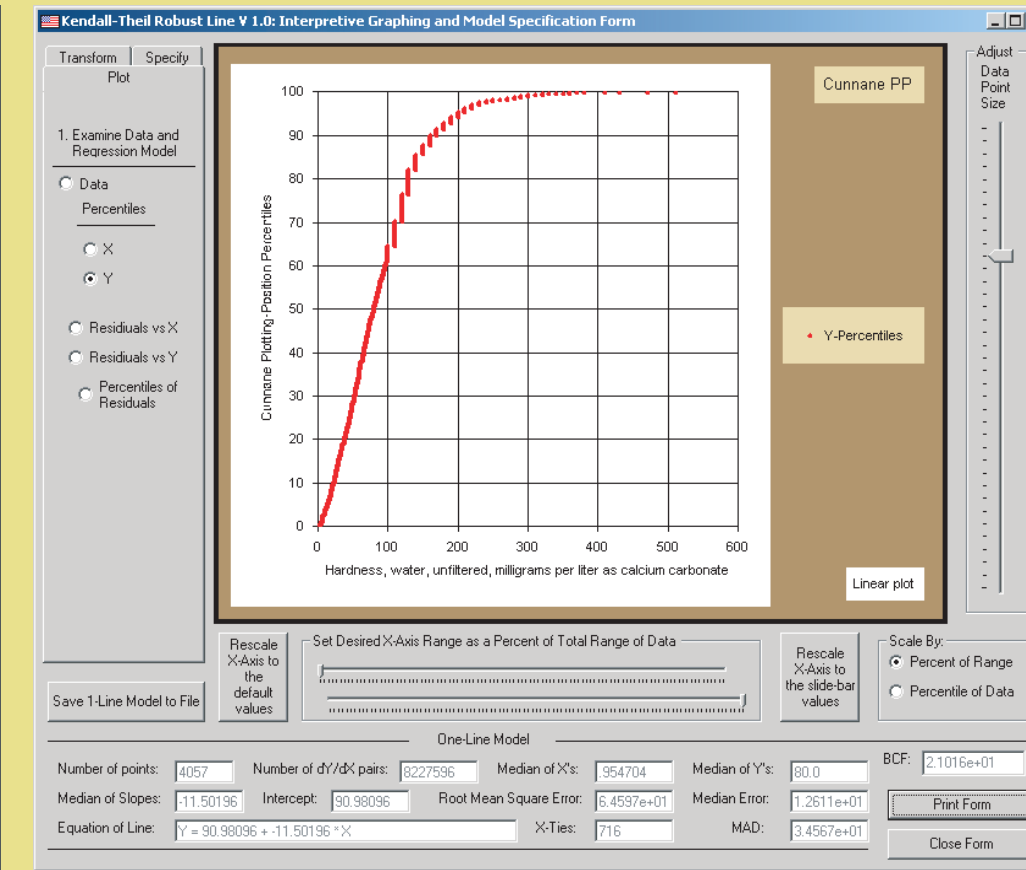 Kendall-Theil Robust Line V 1.0: Interpretive Graphing and Model Specification Form
Transform
Specify
Plot
1. Examine Data and
Regression Model
Data
Percentiles
X
Y
Residuals vs X
Residuals vs Y
Percentiles of
Residuals
Save 1-Line Model to File
Cunnane Plotting-Position Percentiles
100
90
80
70
60
50
40
30
20
10
0
0 100 200 300 400 500 600
Hardness, water, unfiltered, milligrams per liter as calcium carbonate
Cunnane PP
Y-Percentiles
Linear plot
Adjust
Data
Point
Size
Rescale
X-Axis to
the
default
values
Set Desired X-Axis Range as a Percent of Total Range of Data
Rescale
X-Axis to
the slide-bar
values
Scale By:
Percent of Range
Percentile of Data
One-Line Model
Number of points: 4057 Number of dY/dX pairs: 8227596 Median of X's: .954704 Median of Y's: 80.0 BCF: 2.1016e+01
Median of Slopes: -11.50196 Intercept: 90.98096 Root Mean Square Error: 6.4597e+01 Median Error: 1.2611e+01 Print Form
Equation of Line: Y = 90.98096 + -11.50196 * X X-Ties: 716 MAD: 3.4567e+01 Close Form